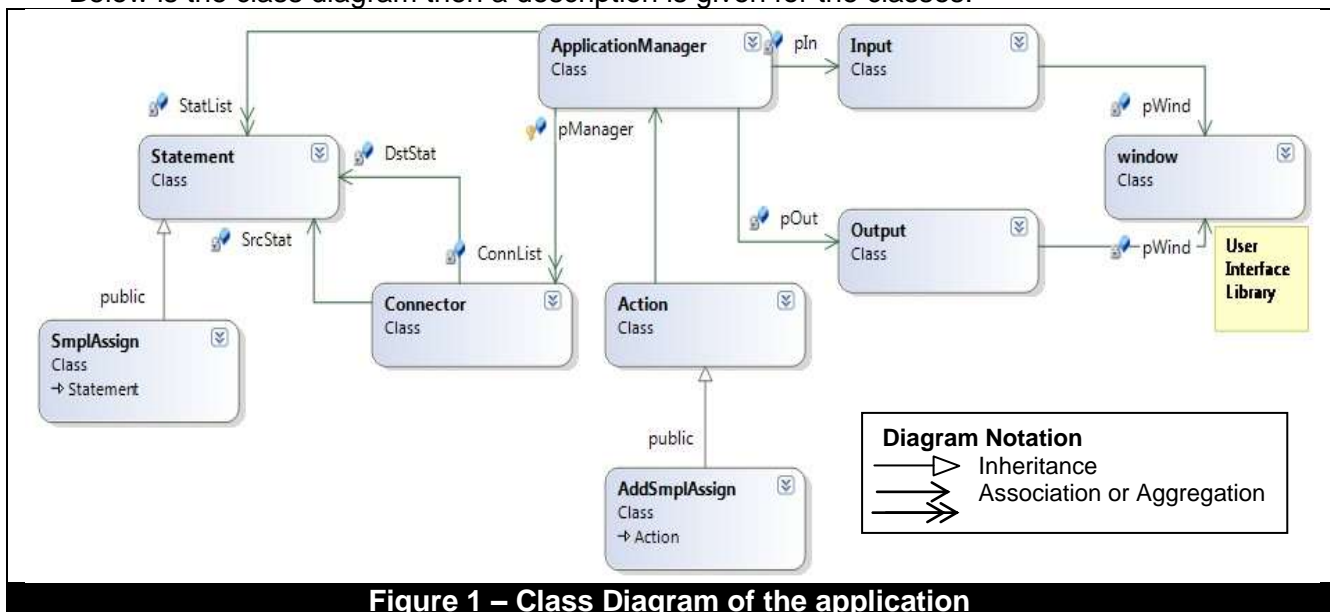 Below is the class diagram then a description is given for the classes.
ApplicationManager
Class
pIn
Input
Class
StatList
pManager
pWind
Statement
Class
DstStat
window
Class
SrcStat
ConnList
pOut
Output
Class
pWind
User
Interface
Library
public
Connector
Class
Action
Class
SmplAssign
Class
Statement
public
Diagram Notation
Inheritance
Association or Aggregation
AddSmplAssign
Class
Action
Figure 1 – Class Diagram of the application